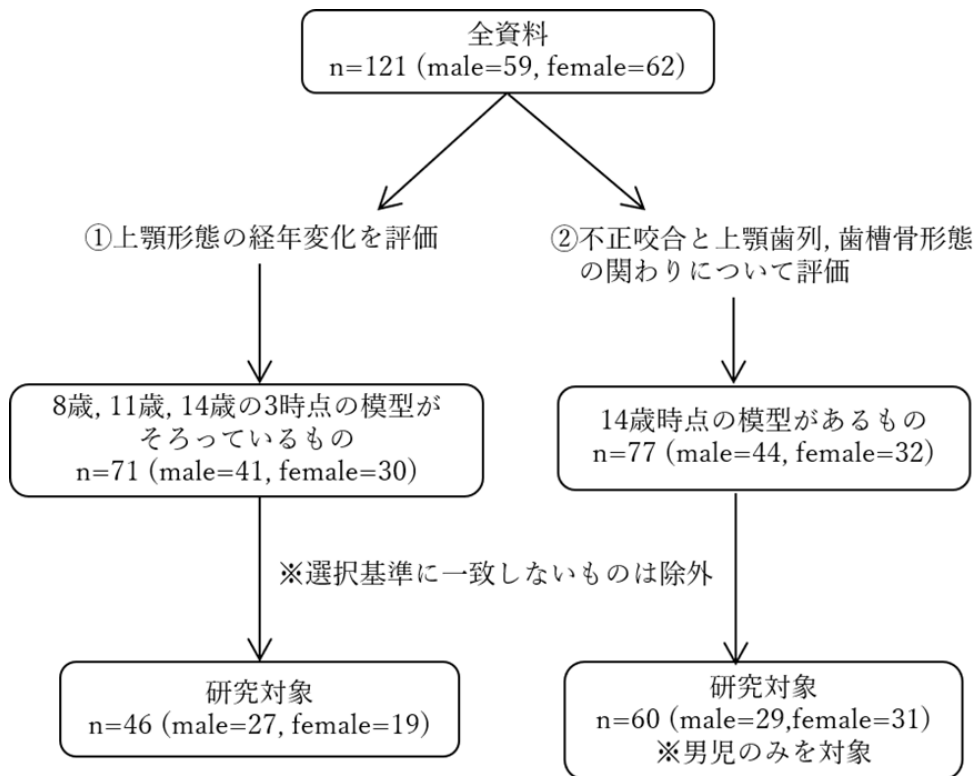 全資料
n=121 (male=59, female=62)
①上顎形態の経年変化を評価
②不正咬合と上顎歯列, 歯槽骨形態
の関わりについて評価
8歳, 11歳, 14歳の3時点の模型が
そろっているもの
n=71 (male=41, female=30)
14歳時点の模型があるもの
n=77 (male=44, female=32)
※選択基準に一致しないものは除外
研究対象
n=46 (male=27, female=19)
研究対象
n=60 (male=29,female=31)
※男児のみを対象